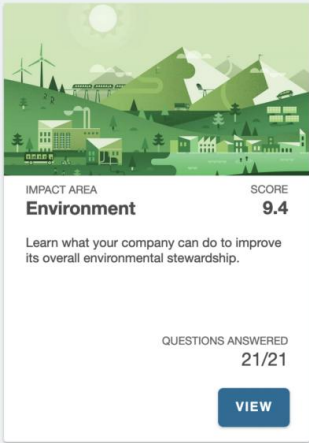 IMPACT AREA SCORE
Environment 9.4
Learn what your company can do to improve
its overall environmental stewardship.
QUESTIONS ANSWERED
21/21
VIEW